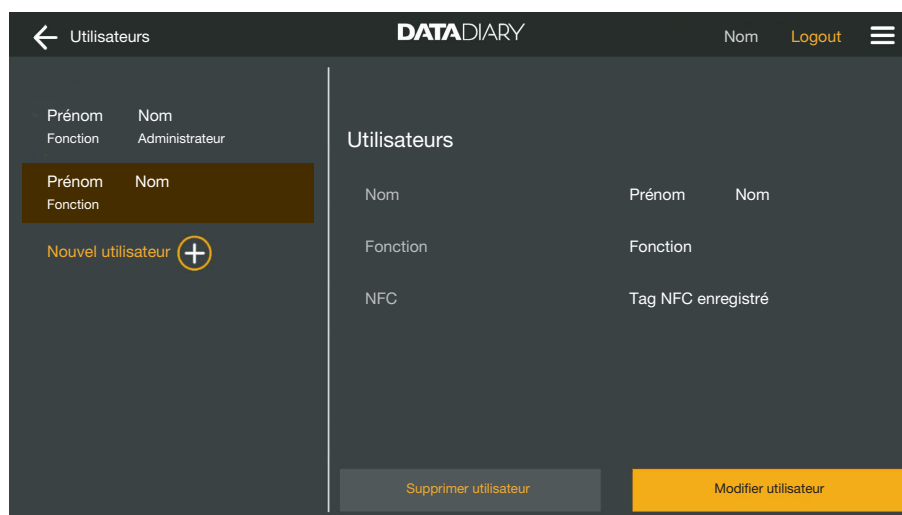 Utilisateurs DATADIARY Nom Logout
Prénom Nom
Fonction Administrateur
Prénom Nom
Fonction
Nouvel utilisateur
Utilisateurs
Nom Prénom Nom
Fonction Fonction
NFC Tag NFC enregistré
Supprimer utilisateur Modifier utilisateur